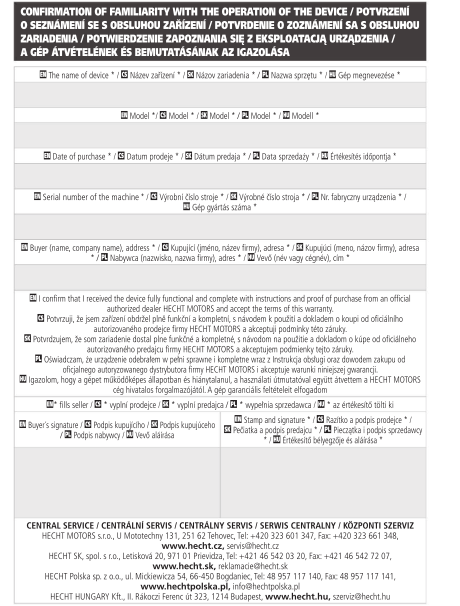 CONFIRMATION OF FAMILIARITY WITH THE OPERATION OF THE DEVICE / POTVRZENÍ
O SEZNÁMENÍ SE S OBSLUHOU ZAŘÍZENÍ / POTVRDENIE O ZOZNÁMENÍ SA S OBSLUHOU
ZARIADENIA / POTWIERDZENIE ZAPOZNANIA SIĘ Z EKSPLOATACJĄ URZĄDZENIA /
A GÉP ÁTVÉTELÉNEK ÉS BEMUTATÁSÁNAK AZ IGAZOLÁSA
EN The name of device * / CS Název zařízení * / SK Názov zariadenia * / PL Nazwa sprzętu * / HU Gép megnevezése *
EN Model */ CS Model * / SK Model * / PL Model * / HU Modell *
EN Date of purchase * / CS Datum prodeje * / SK Dátum predaja * / PL Data sprzedaży * / HU Értékesítés időpontja *
EN Serial number of the machine * / CS Výrobní číslo stroje * / SK Výrobné číslo stroja * / PL Nr. fabryczny urządzenia * /
HU Gép gyártás száma *
EN Buyer (name, company name), address * / CS Kupující (jméno, název firmy), adresa * / SK Kupujúci (meno, názov firmy), adresa
* / PL Nabywca (nazwisko, nazwa firmy), adres * / HU Vevő (név vagy cégnév), cím *
EN I confirm that I received the device fully functional and complete with instructions and proof of purchase from an official
authorized dealer HECHT MOTORS and accept the terms of this warranty.
CS Potvrzuji, že jsem zařízení obdržel plně funkční a kompletní, s návodem k použití a dokladem o koupi od oficiálního
autorizovaného prodejce firmy HECHT MOTORS a akceptuji podmínky této záruky.
SK Potvrdzujem, že som zariadenie dostal plne funkčné a kompletné, s návodom na použitie a dokladom o kúpe od oficiálneho
autorizovaného predajcu firmy HECHT MOTORS a akceptujem podmienky tejto záruky.
PL Oświadczam, że urządzenie odebrałem w pełni sprawne i kompletne wraz z Instrukcja obsługi oraz dowodem zakupu od
oficjalnego autoryzowanego dystrybutora firmy HECHT MOTORS i akceptuje warunki niniejszej gwarancji.
HU Igazolom, hogy a gépet működőképes állapotban és hiánytalanul, a használati útmutatóval együtt átvettem a HECHT MOTORS
cég hivatalos forgalmazójától. A gép garanciális feltételeit elfogadom
EN * fills seller / CS * vyplní prodejce / SK * vyplní predajca / PL * wypełnia sprzedawca / HU * az értékesítő tölti ki
EN Buyer´s signature / CS Podpis kupujícího / SK Podpis kupujúceho
/ PL Podpis nabywcy / HU Vevő aláírása
EN Stamp and signature * / CS Razítko a podpis prodejce * /
SK Pečiatka a podpis predajcu * / PL Pieczątka i podpis sprzedawcy
* / HU Értékesítő bélyegzője és aláírása *
CENTRAL SERVICE / CENTRÁLNÍ SERVIS / CENTRÁLNY SERVIS / SERWIS CENTRALNY / KÖZPONTI SZERVIZ
HECHT MOTORS s.r.o., U Mototechny 131, 251 62 Tehovec, Tel: +420 323 601 347, Fax: +420 323 661 348,
www.hecht.cz, servis@hecht.cz
HECHT SK, spol. s r.o., Letisková 20, 971 01 Prievidza, Tel: +421 46 542 03 20, Fax: +421 46 542 72 07,
www.hecht.sk, reklamacie@hecht.sk
HECHT Polska sp. z o.o., ul. Mickiewicza 54, 66-450 Bogdaniec, Tel: 48 957 117 140, Fax: 48 957 117 141,
www.hechtpolska.pl, info@hechtpolska.pl
HECHT HUNGARY Kft., II. Rákóczi Ferenc út 323, 1214 Budapest, www.hecht.hu, szerviz@hecht.hu